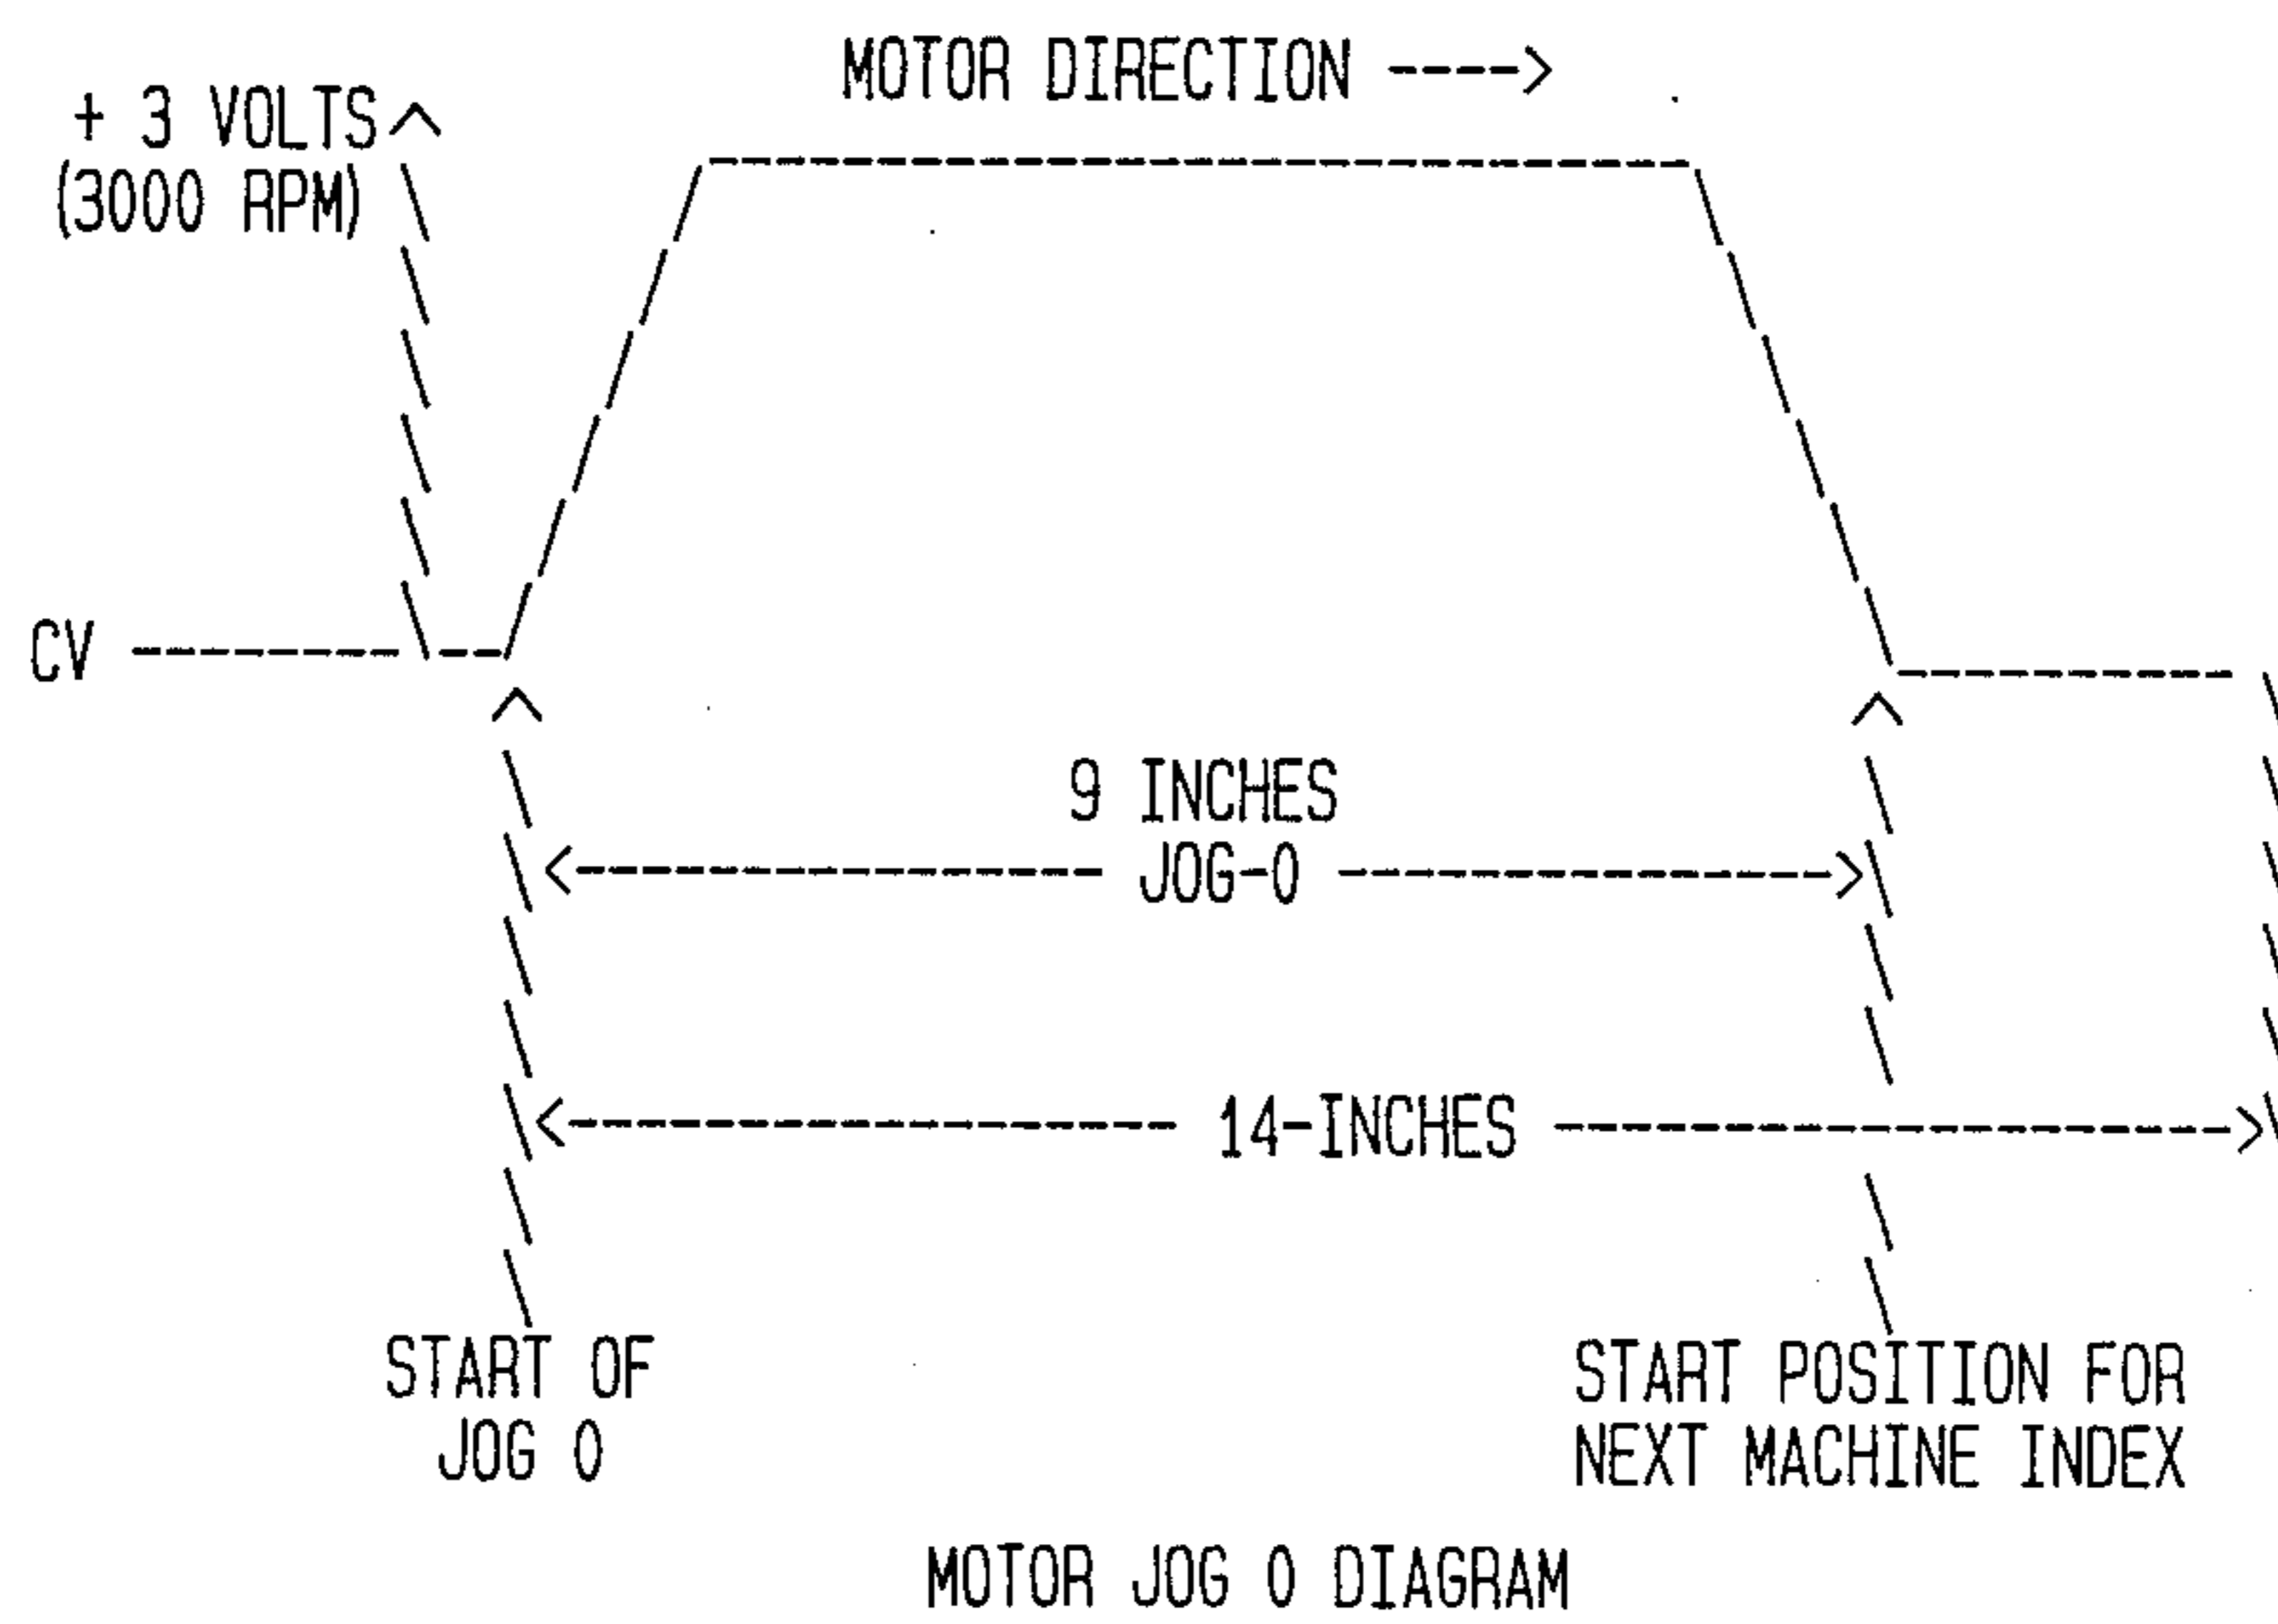 MOTOR DIRECTION ---->
+ 3 VOLTS
(3000 RPM)
CV
9 INCHES
JOG-0
14-INCHES
START OF
JOG 0
START POSITION FOR
NEXT MACHINE INDEX
MOTOR JOG 0 DIAGRAM